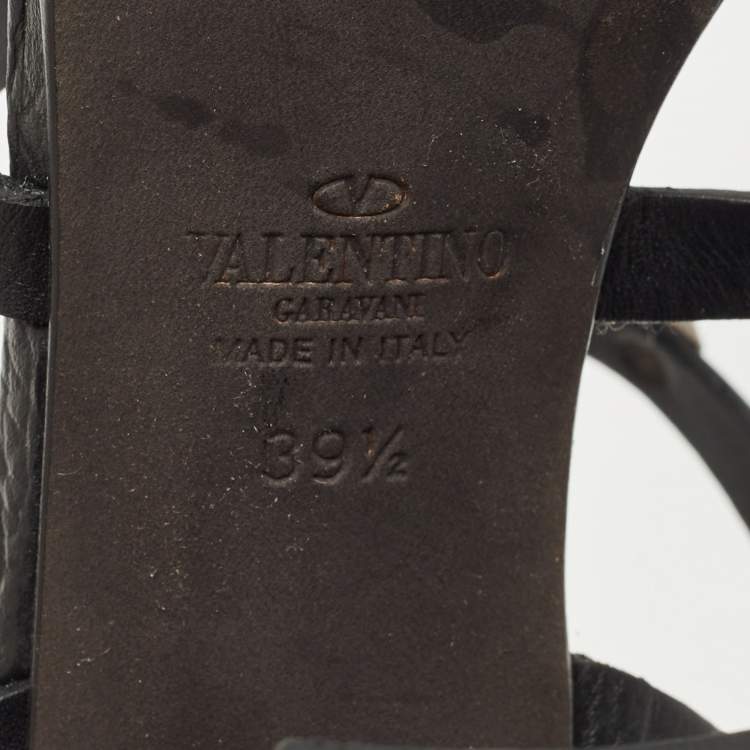 V
VALENTINO
GARAVANI
MADE IN ITALY
39½